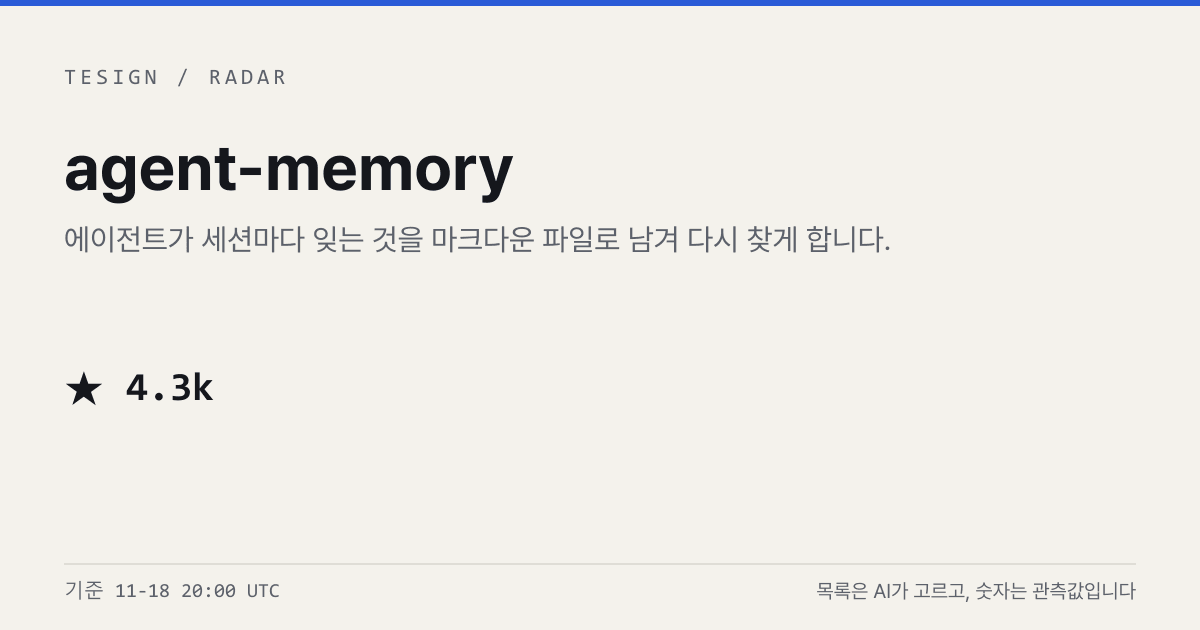 TESIGN / RADAR
agent-memory
에이전트가 세션마다 잊는 것을 마크다운 파일로 남겨 다시 찾게 합니다.
★ 4.3k
기준 11-18 20:00 UTC
목록은 AI가 고르고, 숫자는 관측값입니다